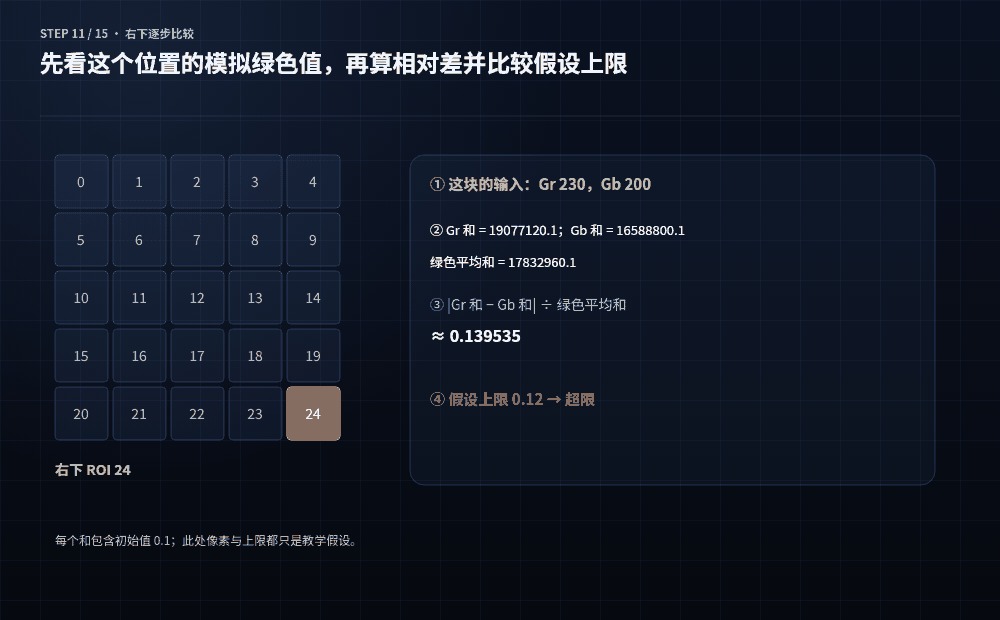 STEP 11 / 15 · 右下逐步比较
先看这个位置的模拟绿色值，再算相对差并比较假设上限
0 1 2 3 4
5 6 7 8 9
10 11 12 13 14
15 16 17 18 19
20 21 22 23 24
右下 ROI 24
① 这块的输入：Gr 230，Gb 200
② Gr 和 = 19077120.1；Gb 和 = 16588800.1
绿色平均和 = 17832960.1
③ |Gr 和 − Gb 和| ÷ 绿色平均和
≈ 0.139535
④ 假设上限 0.12 → 超限
每个和包含初始值 0.1；此处像素与上限都只是教学假设。